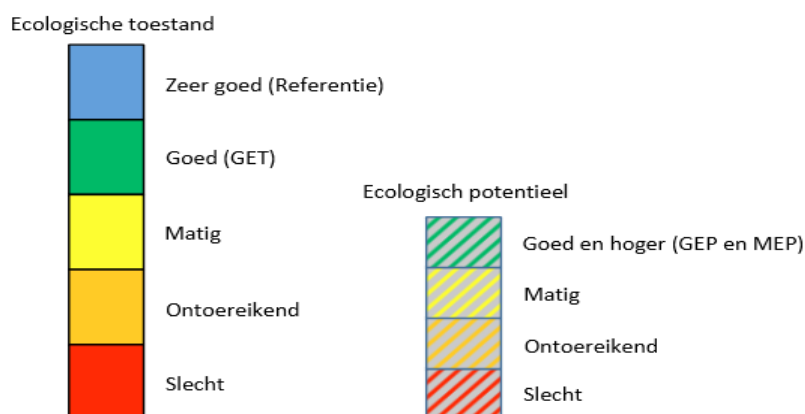 Ecologische toestand
Zeer goed (Referentie)
Goed (GET)
Matig
Ontoereikend
Slecht
Ecologisch potentieel
Goed en hoger (GEP en MEP)
Matig
Ontoereikend
Slecht